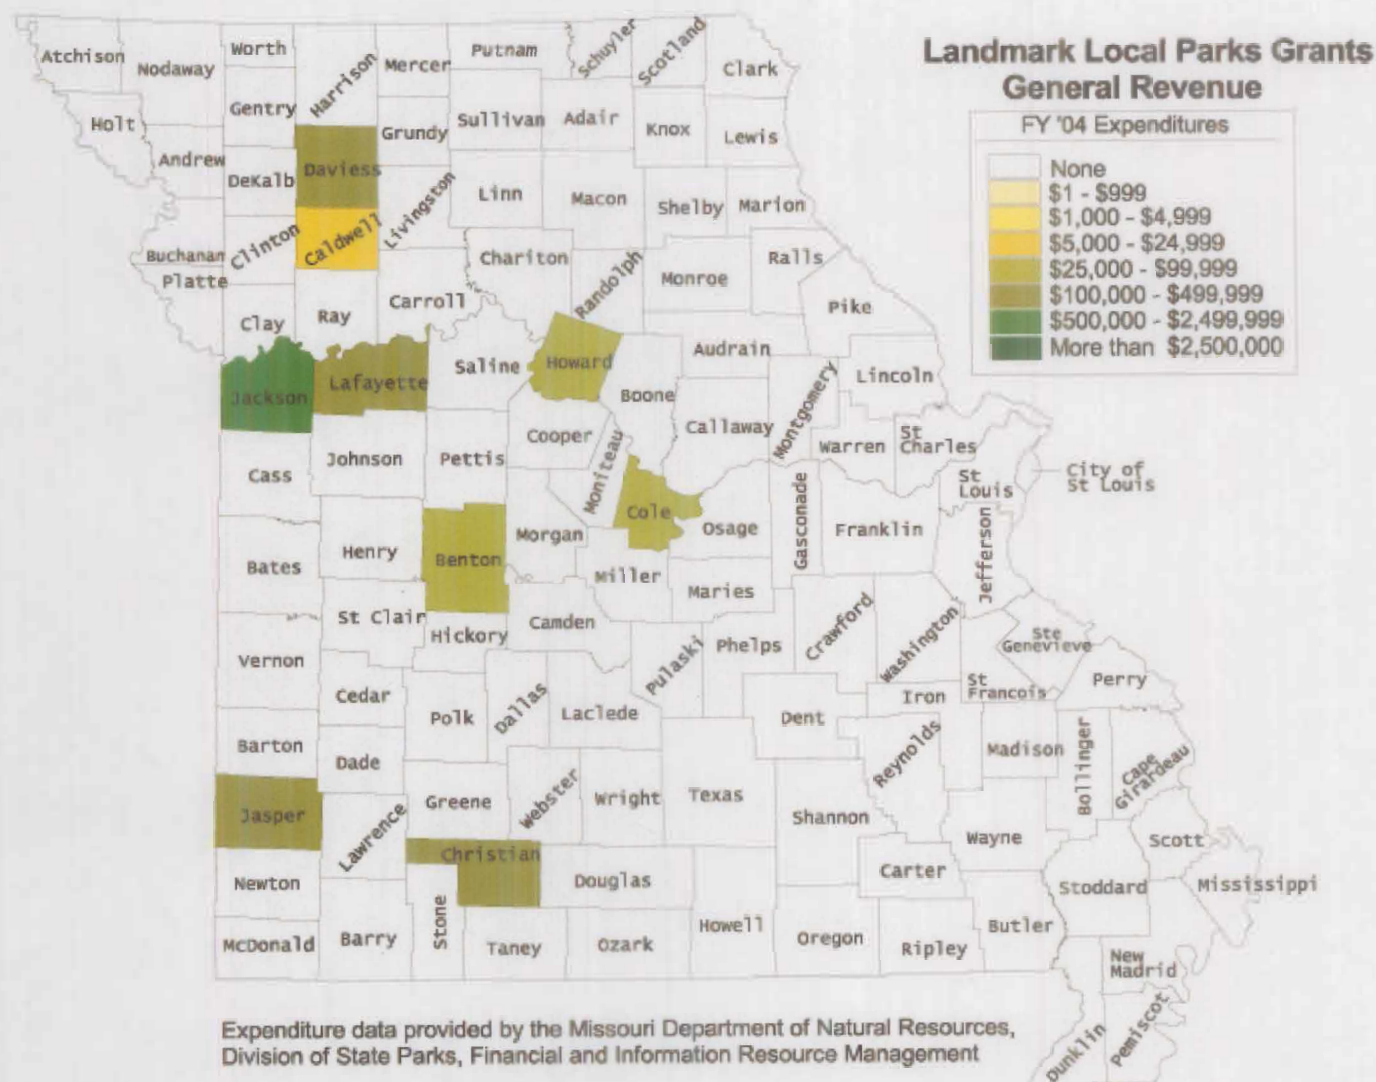 Landmark Local Parks Grants
General Revenue
FY '04 Expenditures
None
$1 - $999
$1,000 - $4,999
$5,000 - $24,999
$25,000 - $99,999
$100,000 - $499,999
$500,000 - $2,499,999
More than $2,500,000
Atchison
Nodaway
Worth
Harrison
Mercer
Putnam
Schuyler
Scotland
Clark
Holt
Gentry
Grundy
Sullivan
Adair
Knox
Lewis
Andrew
DeKalb
Daviess
Livingston
Linn
Macon
Shelby
Marion
Buchanan
Clinton
Caldwell
Chariton
Randolph
Monroe
Ralls
Platte
Clay
Ray
Carroll
Pike
Jackson
Lafayette
Saline
Howard
Boone
Audrain
Callaway
Montgomery
Lincoln
Cass
Johnson
Pettis
Cooper
Moniteau
Warren
St
Charles
St
Louis
City of
St Louis
Bates
Henry
Benton
Morgan
Cole
Osage
Gasconade
Franklin
Jefferson
Miller
Maries
St Clair
Hickory
Camden
Pulaski
Phelps
Crawford
Washington
Ste
Genevieve
Vernon
Cedar
Polk
Dallas
Laclede
Dent
Iron
St
Francois
Perry
Barton
Dade
Reynolds
Madison
Bollinger
Cape
Girardeau
Jasper
Lawrence
Greene
Webster
Wright
Texas
Shannon
Wayne
Scott
Newton
Christian
Douglas
Carter
Stoddard
Mississippi
McDonald
Barry
Stone
Taney
Ozark
Howell
Oregon
Ripley
Butler
New
Madrid
Dunklin
Pemiscot
Expenditure data provided by the Missouri Department of Natural Resources,
Division of State Parks, Financial and Information Resource Management